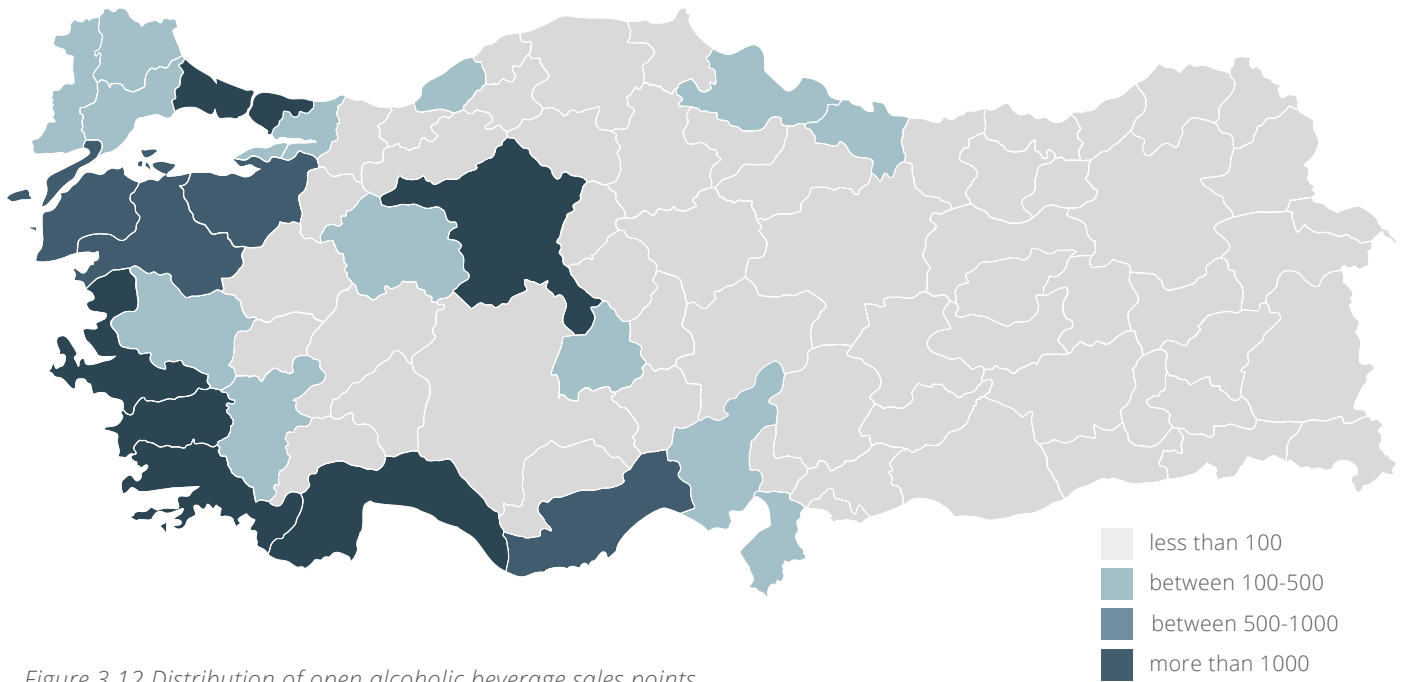 less than 100
between 100-500
between 500-1000
more than 1000
Figure 3.12 Distribution of open alcoholic beverage sales points